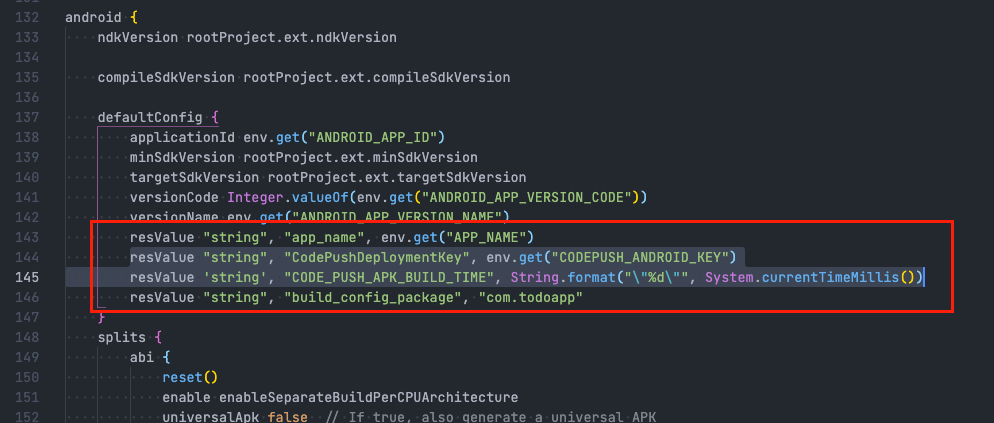 132 android {
133 ndkVersion rootProject.ext.ndkVersion
134
135 compileSdkVersion rootProject.ext.compileSdkVersion
136
137 defaultConfig {
138 applicationId env.get("ANDROID_APP_ID")
139 minSdkVersion rootProject.ext.minSdkVersion
140 targetSdkVersion rootProject.ext.targetSdkVersion
141 versionCode Integer.valueOf(env.get("ANDROID_APP_VERSION_CODE"))
142 versionName env.get("ANDROID_APP_VERSION_NAME")
143 resValue "string", "app_name", env.get("APP_NAME")
144 resValue "string", "CodePushDeploymentKey", env.get("CODEPUSH_ANDROID_KEY")
145 resValue 'string', "CODE_PUSH_APK_BUILD_TIME", String.format("\"%d\"", System.currentTimeMillis())
146 resValue "string", "build_config_package", "com.todoapp"
147 }
148 splits {
149 abi {
150 reset()
151 enable enableSeparateBuildPerCPUArchitecture
152 universalApk false // If true, also generate a universal APK